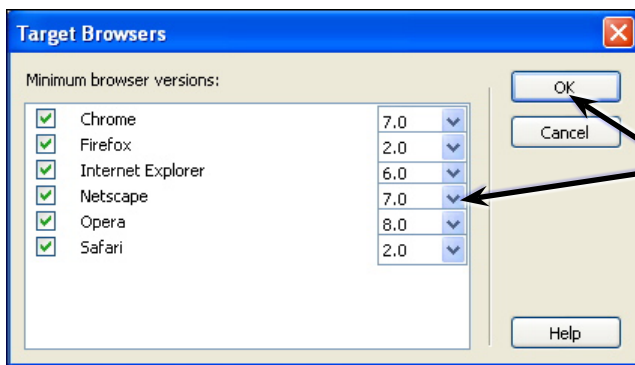 Target Browsers
Minimum browser versions:
Chrome 7.0
Firefox 2.0
Internet Explorer 6.0
Netscape 7.0
Opera 8.0
Safari 2.0
OK
Cancel
Help